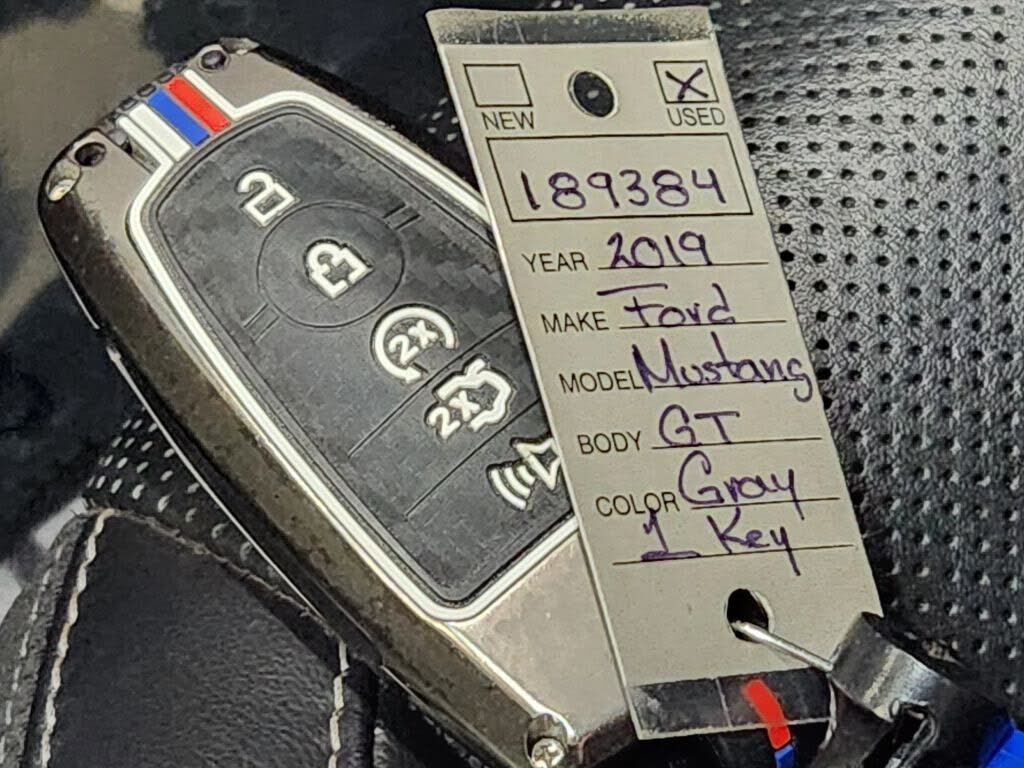 NEW USED
X
189384
YEAR 2019
MAKE Ford
MODEL Mustang
BODY GT
COLOR Gray
1 Key
2x
2x